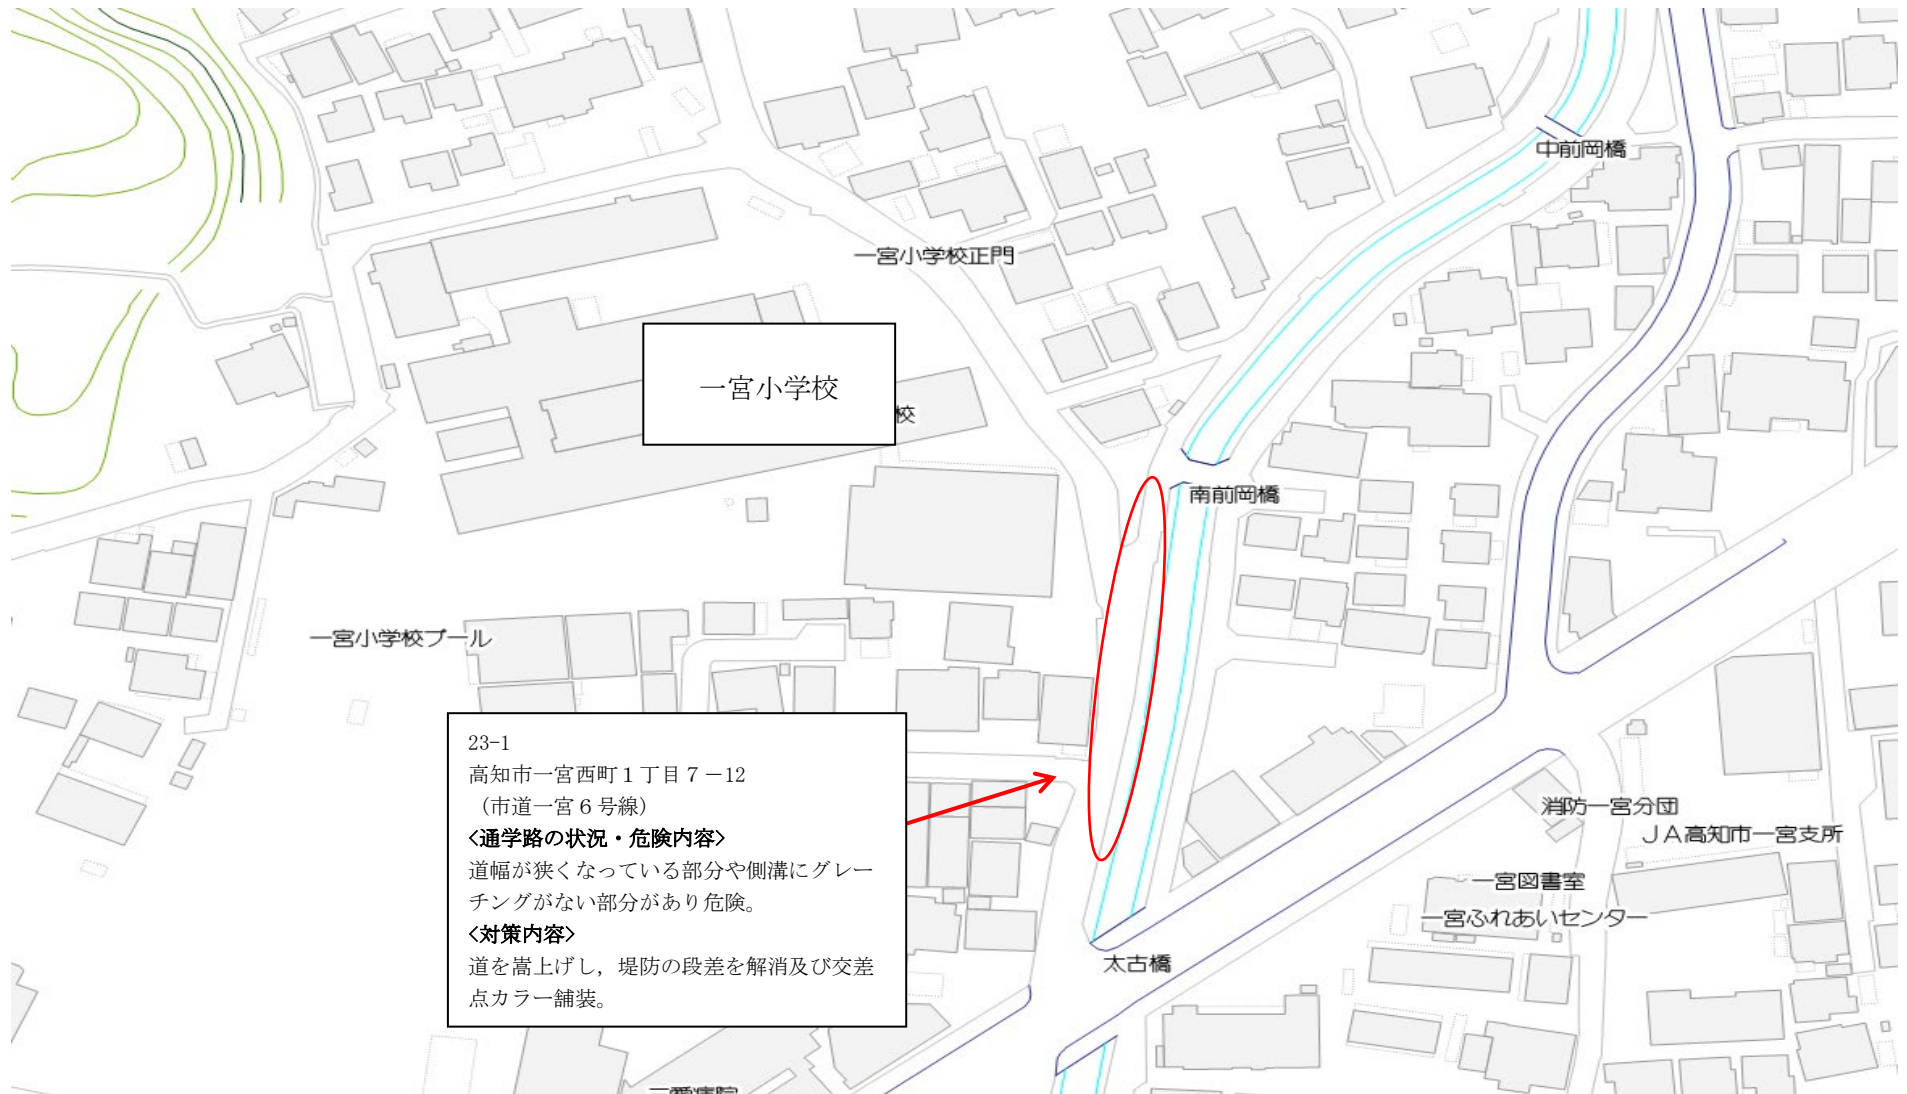 中前岡橋
一宮小学校正門
一宮小学校
校
南前岡橋
一宮小学校プール
23-1
高知市一宮西町１丁目７－12
（市道一宮６号線）
<通学路の状況・危険内容>
道幅が狭くなっている部分や側溝にグレー
チングがない部分があり危険。
<対策内容>
道を嵩上げし，堤防の段差を解消及び交差
点カラー舗装。
消防一宮分団
ＪＡ高知市一宮支所
一宮図書室
一宮ふれあいセンター
太古橋